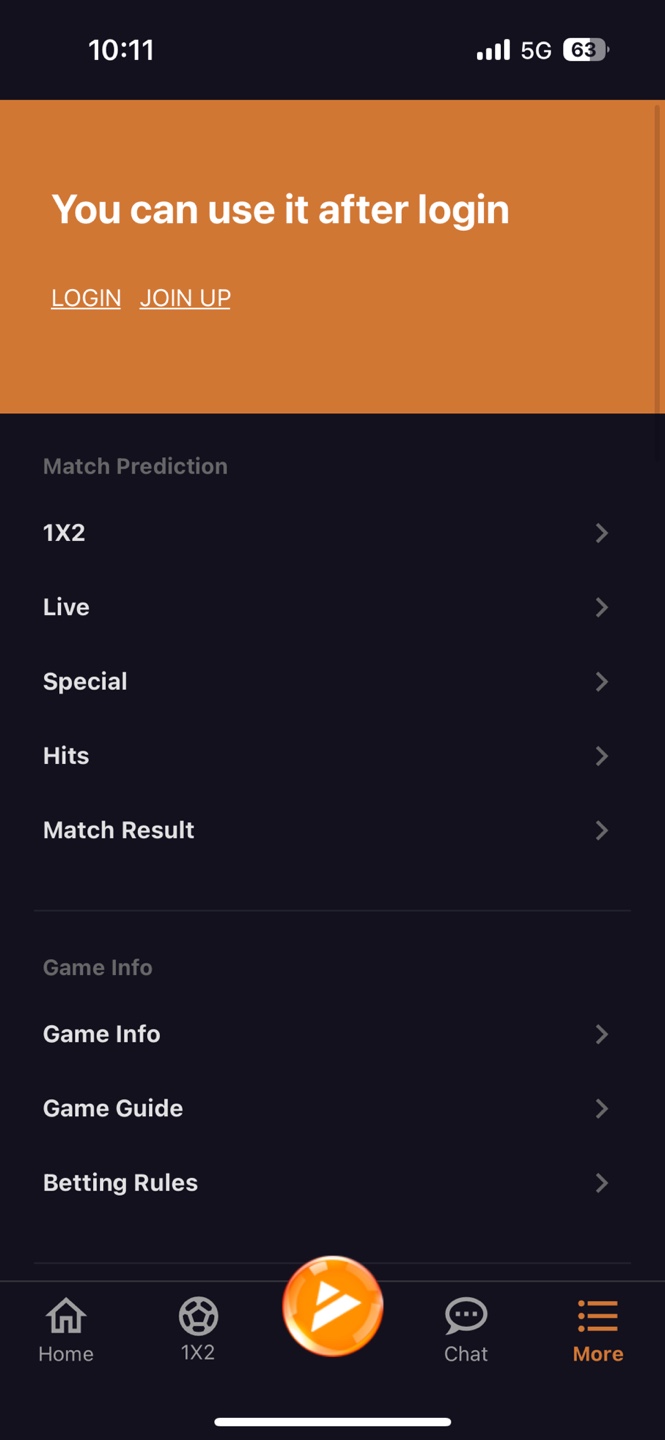 10:11 5G 63
You can use it after login
LOGIN JOIN UP
Match Prediction
1X2
Live
Special
Hits
Match Result
Game Info
Game Info
Game Guide
Betting Rules
Home 1X2 Chat More